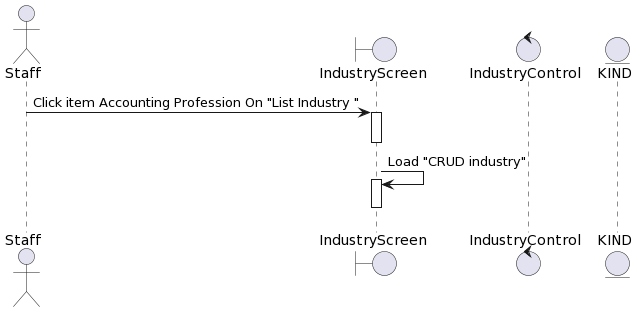 Staff
IndustryScreen
IndustryControl
KIND
Click item Accounting Profession On "List Industry "
Load "CRUD industry"
Staff
IndustryScreen
IndustryControl
KIND